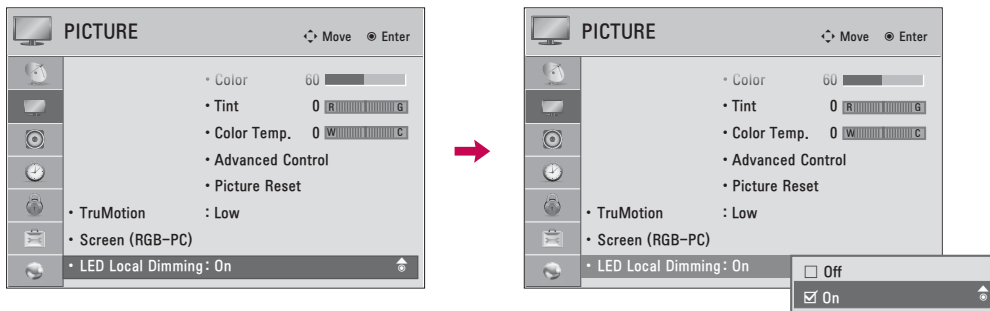 PICTURE Move Enter
• Color 60
• Tint 0 R G
• Color Temp. 0 W C
• Advanced Control
• Picture Reset
• TruMotion : Low
• Screen (RGB-PC)
• LED Local Dimming: On
PICTURE Move Enter
• Color 60
• Tint 0 R G
• Color Temp. 0 W C
• Advanced Control
• Picture Reset
• TruMotion : Low
• Screen (RGB-PC)
• LED Local Dimming: On
☐ Off
☑ On